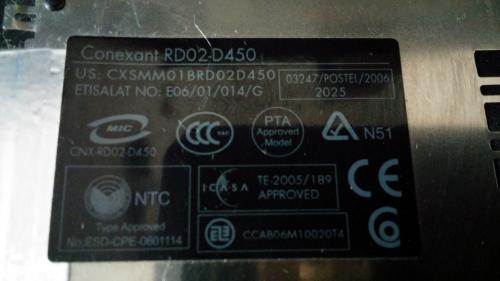 Conexant RD02-D450
US: CXSMM01BRD02D450
03247/POSTEL/2006
2025
ETISALAT NO: E06/01/014/G
MIC
CNX-RD02-D450
CCC
PTA
Approved
Model
N51
NTC
Type Approved
No:ESD-CPE-0601114
ICASA
TE-2005/189
APPROVED
CE
CCAB06M10020T4